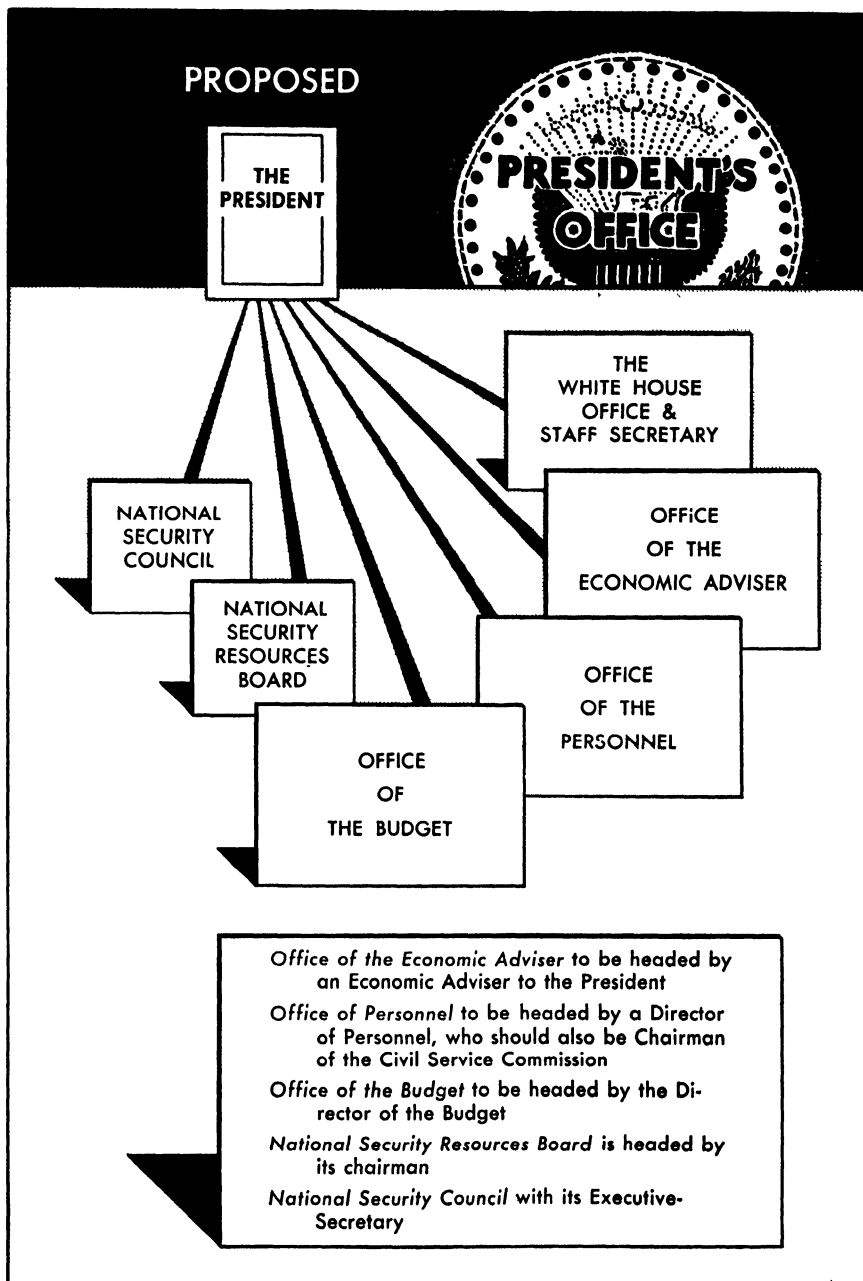 PROPOSED
THE
PRESIDENT
PRESIDENT'S
OFFICE
THE
WHITE HOUSE
OFFICE &
STAFF SECRETARY
NATIONAL
SECURITY
COUNCIL
OFFiCE
OF THE
ECONOMIC ADVISER
NATIONAL
SECURITY
RESOURCES
BOARD
OFFICE
OF THE
PERSONNEL
OFFICE
OF
THE BUDGET
Office of the Economic Adviser to be headed by
an Economic Adviser to the President
Office of Personnel to be headed by a Director
of Personnel, who should also be Chairman
of the Civil Service Commission
Office of the Budget to be headed by the Di-
rector of the Budget
National Security Resources Board is headed by
its chairman
National Security Council with its Executive-
Secretary